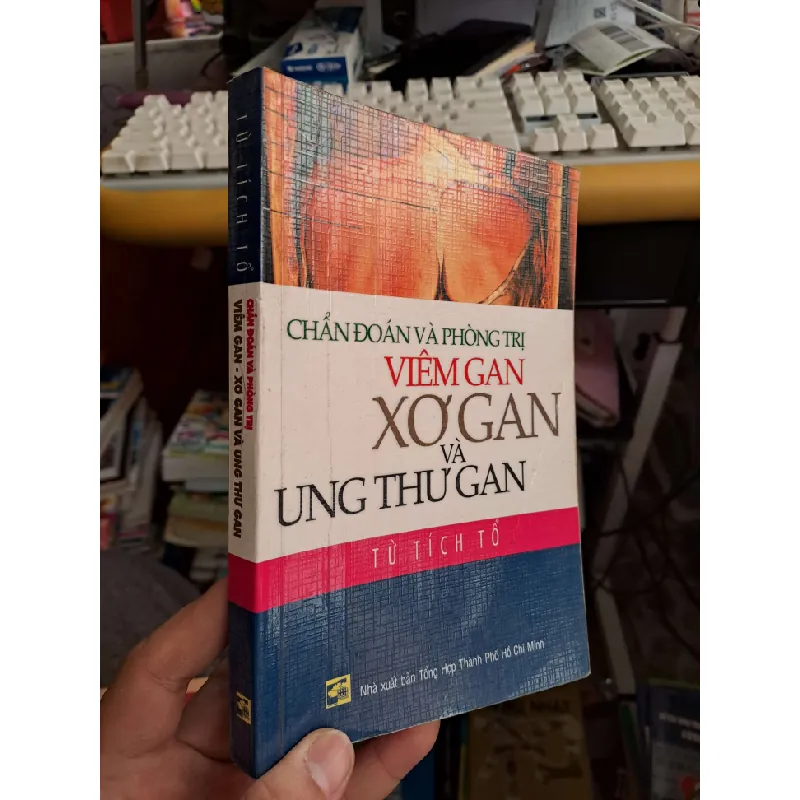 TỪ TÍCH TỔ
CHẨN ĐOÁN VÀ PHÒNG TRỊ
VIÊM GAN - XƠ GAN VÀ UNG THƯ GAN
CHẨN ĐOÁN VÀ PHÒNG TRỊ
VIÊM GAN
XƠ GAN
VÀ
UNG THƯ GAN
TỪ TÍCH TỔ
Nhà xuất bản Tổng Hợp Thành Phố Hồ Chí Minh